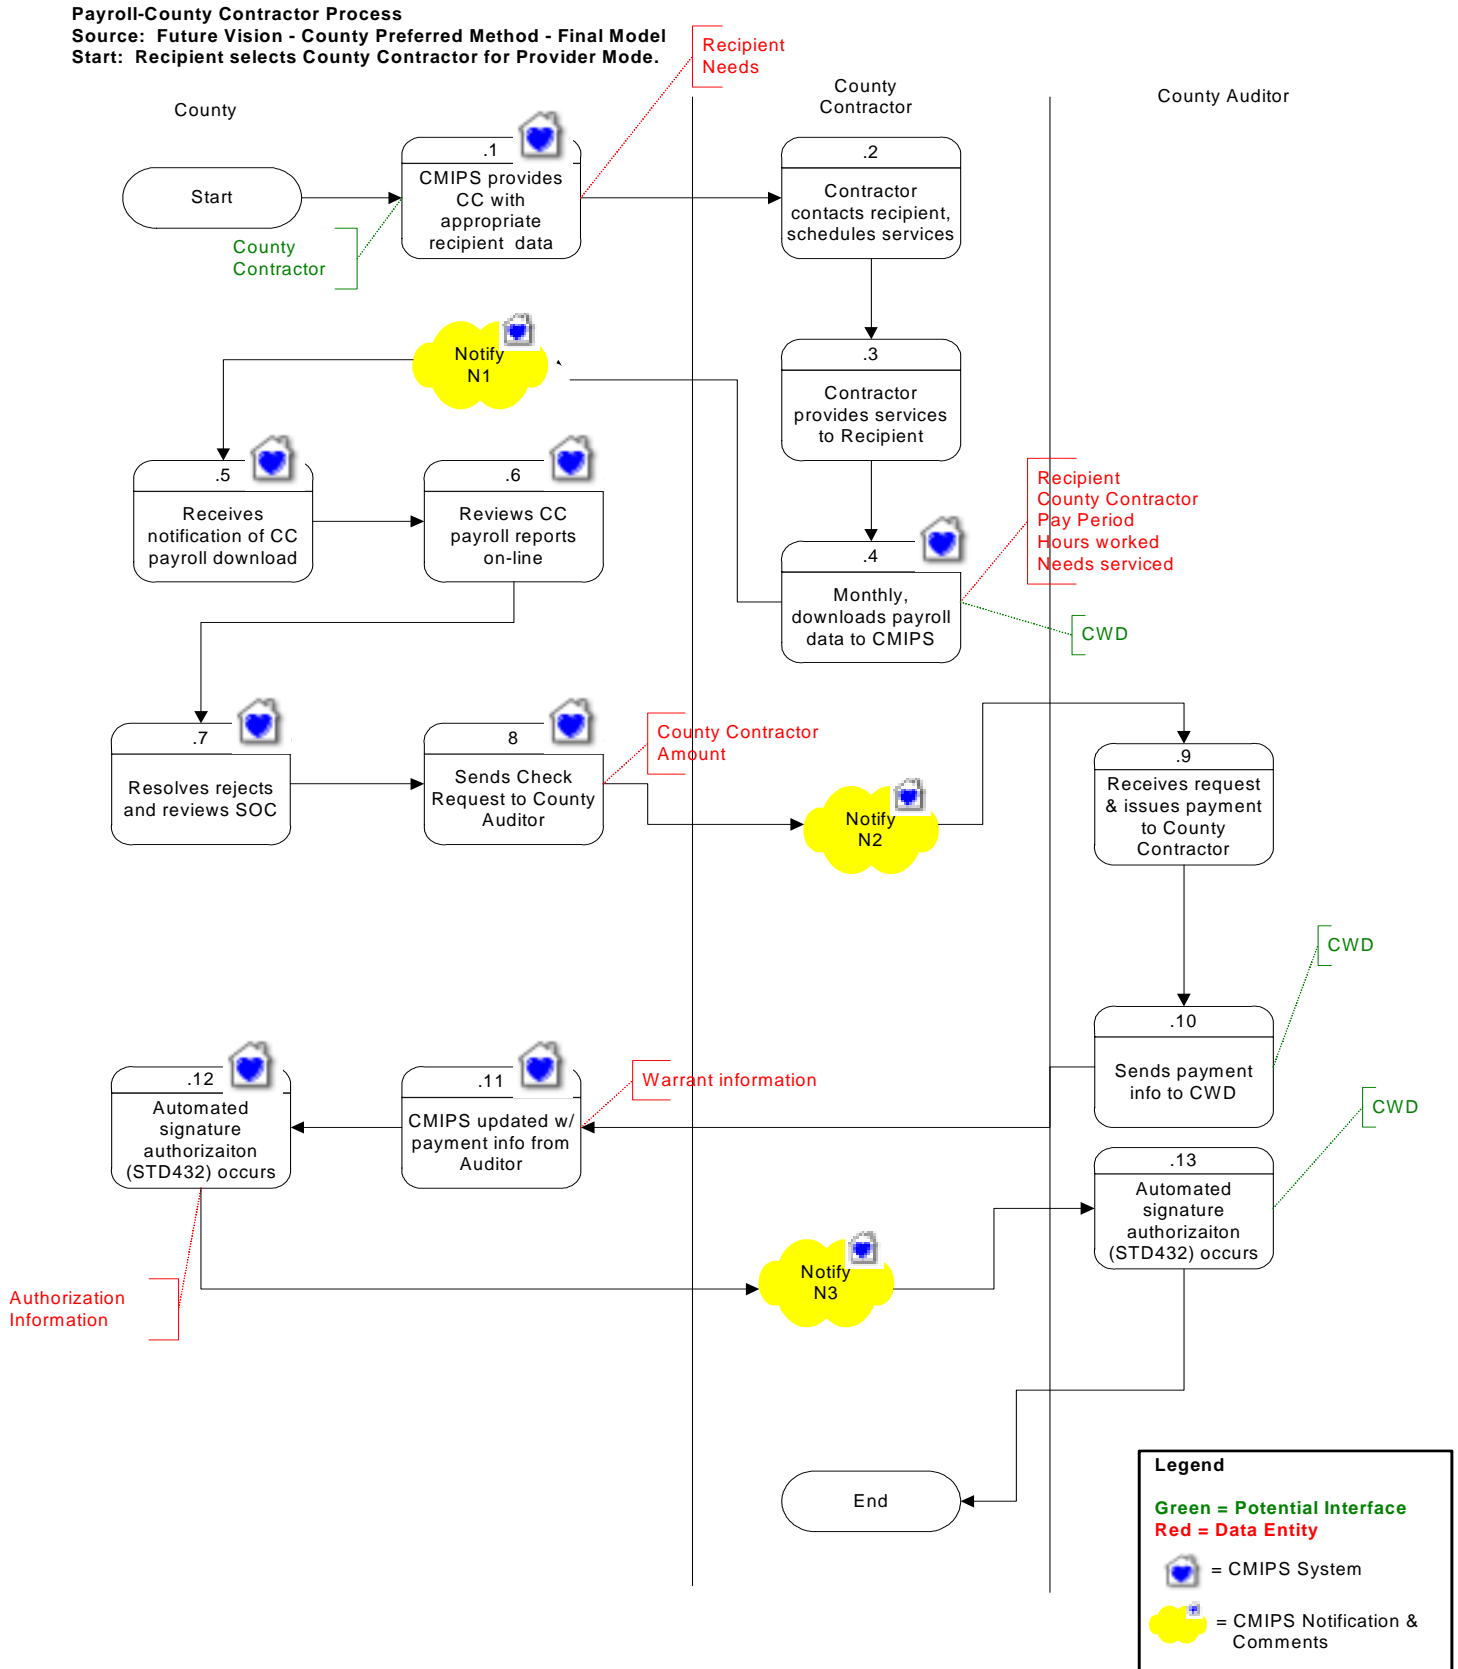 Payroll-County Contractor Process
Source: Future Vision - County Preferred Method - Final Model
Start: Recipient selects County Contractor for Provider Mode.
Recipient
Needs
County
County
Contractor
County Auditor
Start
.1
CMIPS provides
CC with
appropriate
recipient data
County
Contractor
.2
Contractor
contacts recipient,
schedules services
Notify
N1
.3
Contractor
provides services
to Recipient
.5
Receives
notification of CC
payroll download
.6
Reviews CC
payroll reports
on-line
.4
Monthly,
downloads payroll
data to CMIPS
Recipient
County Contractor
Pay Period
Hours worked
Needs serviced
CWD
.7
Resolves rejects
and reviews SOC
8
Sends Check
Request to County
Auditor
County Contractor
Amount
Notify
N2
.9
Receives request
& issues payment
to County
Contractor
CWD
.10
Sends payment
info to CWD
.12
Automated
signature
authorizaiton
(STD432) occurs
.11
CMIPS updated w/
payment info from
Auditor
Warrant information
CWD
.13
Automated
signature
authorizaiton
(STD432) occurs
Authorization
Information
Notify
N3
End
Legend
Green = Potential Interface
Red = Data Entity
= CMIPS System
= CMIPS Notification &
Comments